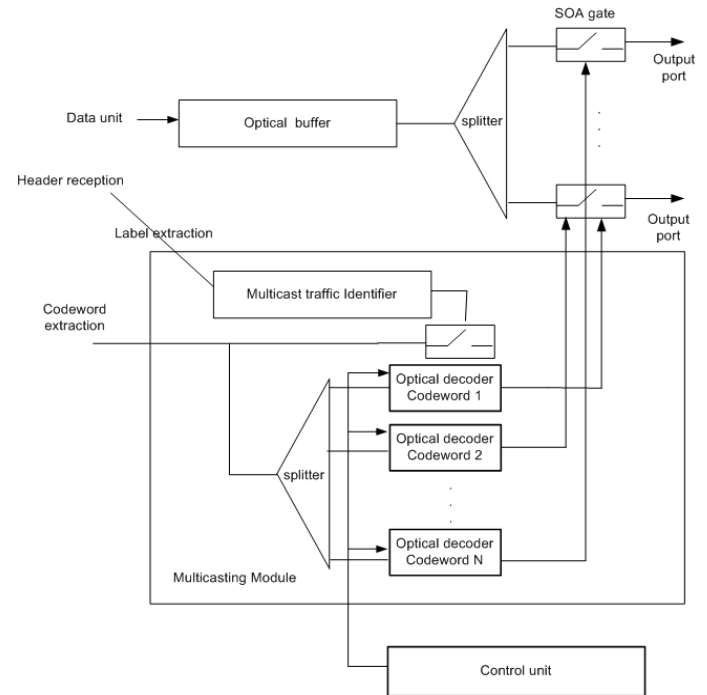 SOA gate
Output
port
Data unit
Optical buffer
splitter
Header reception
Output
port
Label extraction
Multicast traffic Identifier
Codeword
extraction
Optical decoder
Codeword 1
Optical decoder
Codeword 2
splitter
Optical decoder
Codeword N
Multicasting Module
Control unit